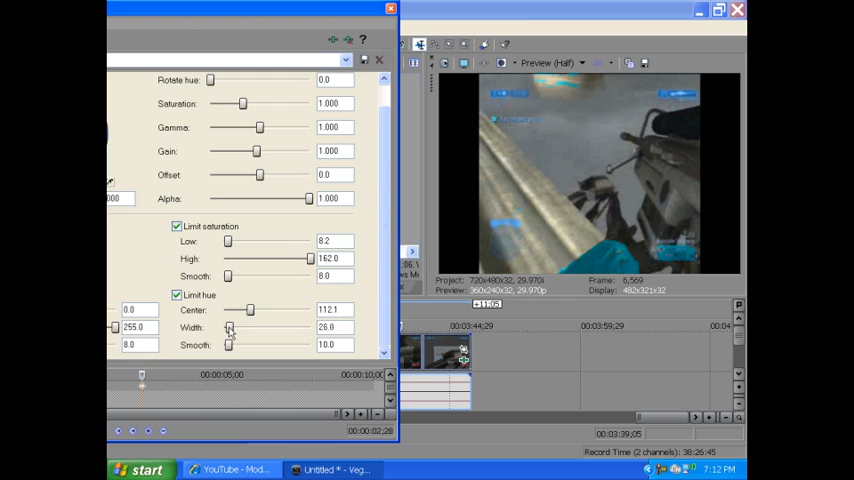 Preview (Half)
Rotate hue: 0.0
Saturation: 1.000
Gamma: 1.000
Gain: 1.000
Offset: 0.0
000 Alpha: 1.000
Limit saturation
Low: 8.2
High: 162.0
Smooth: 8.0
Limit hue
0.0 Center: 112.1
255.0 Width: 26.0
8.0 Smooth: 10.0
00:00:05;00 00:00:10;00
00:00:02;28
Project: 720x480x32, 29.970i Frame: 6,569
Preview: 360x240x32, 29.970p Display: 482x321x32
+11;05
00:03:44;29 00:03:59;29 00:04
00:03:39;05
Record Time (2 channels): 38:26:45
start YouTube - Mod... Untitled * - Veg... 7:12 PM